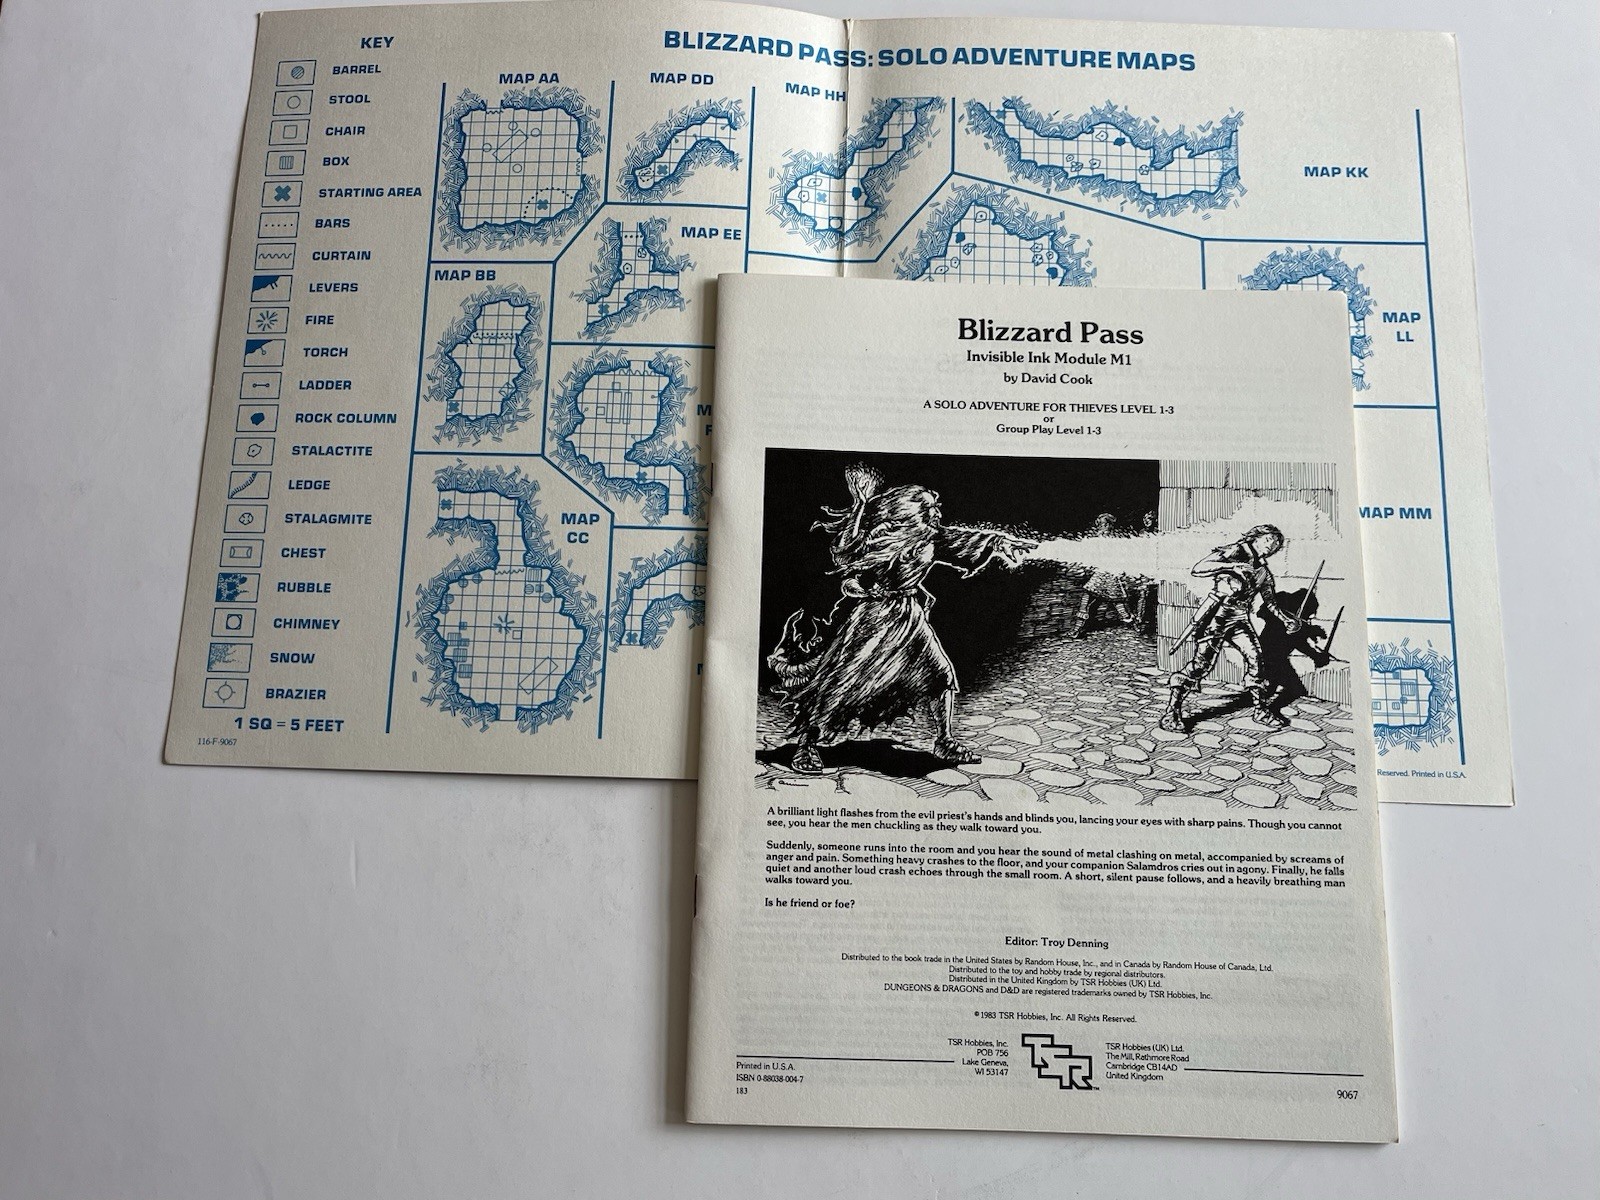 KEY
BARREL
STOOL
CHAIR
BOX
STARTING AREA
BARS
CURTAIN
LEVERS
FIRE
TORCH
LADDER
ROCK COLUMN
STALACTITE
LEDGE
STALAGMITE
CHEST
RUBBLE
CHIMNEY
SNOW
BRAZIER
1 SQ = 5 FEET
116-F-9067
BLIZZARD PASS: SOLO ADVENTURE MAPS
MAP AA
MAP DD
MAP HH
MAP KK
MAP EE
MAP BB
MAP
LL
MAP
CC
MAP MM
Reserved. Printed in U.S.A.
Blizzard Pass
Invisible Ink Module M1
by David Cook
A SOLO ADVENTURE FOR THIEVES LEVEL 1-3
or
Group Play Level 1-3
A brilliant light flashes from the evil priest's hands and blinds you, lancing your eyes with sharp pains. Though you cannot
see, you hear the men chuckling as they walk toward you.
Suddenly, someone runs into the room and you hear the sound of metal clashing on metal, accompanied by screams of
anger and pain. Something heavy crashes to the floor, and your companion Salamdros cries out in agony. Finally, he falls
quiet and another loud crash echoes through the small room. A short, silent pause follows, and a heavily breathing man
walks toward you.
Is he friend or foe?
Editor: Troy Denning
Distributed to the book trade in the United States by Random House, Inc., and in Canada by Random House of Canada, Ltd.
Distributed to the toy and hobby trade by regional distributors.
Distributed in the United Kingdom by TSR Hobbies (UK) Ltd.
DUNGEONS & DRAGONS and D&D are registered trademarks owned by TSR Hobbies, Inc.
©1983 TSR Hobbies, Inc. All Rights Reserved.
TSR Hobbies, Inc.
POB 756
Lake Geneva,
WI 53147
TSR
TM
TSR Hobbies (UK) Ltd.
The Mill, Rathmore Road
Cambridge CB14AD
United Kingdom
Printed in U.S.A.
ISBN 0-88038-004-7
183
9067